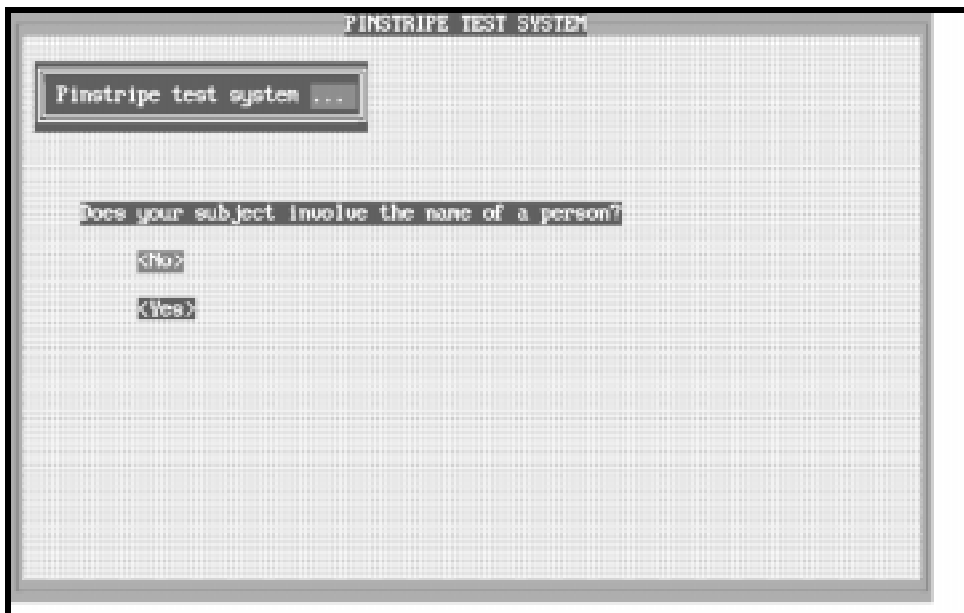 PINSTRIPE TEST SYSTEM
Pinstripe test system ...
Does your subject involve the name of a person?
<No>
<Yes>